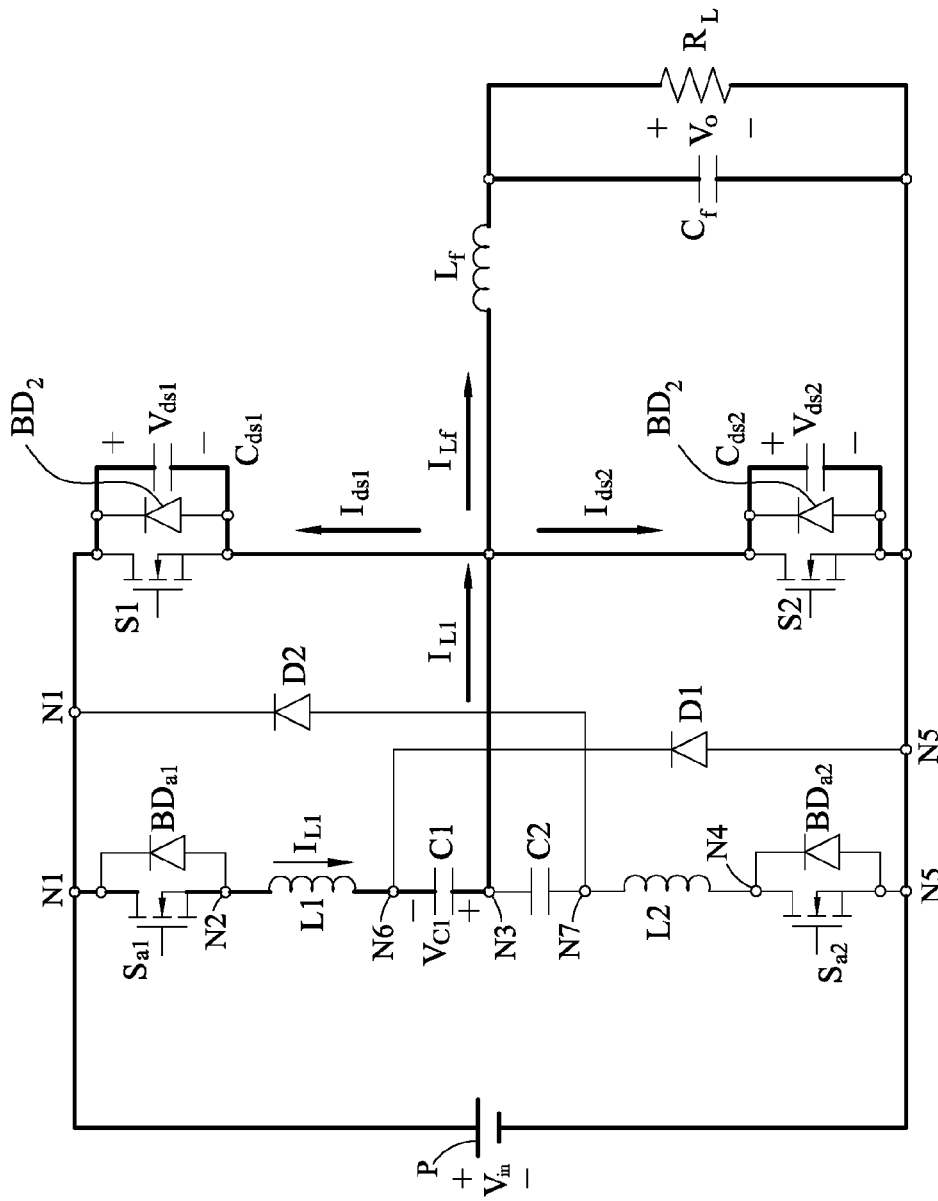 N1
N1
BD₂
Sa1
BDa1
S1
+
Vds1
−
Cds1
N2
D2
L1
IL1
Ids1
N6
−
VC1
+
C1
IL1
ILf
Lf
P
+
Vin
−
N3
C2
N7
D1
Ids2
Cf
+
Vo
−
RL
L2
N4
Cds2
BD₂
Sa2
BDa2
S2
+
Vds2
−
N5
N5